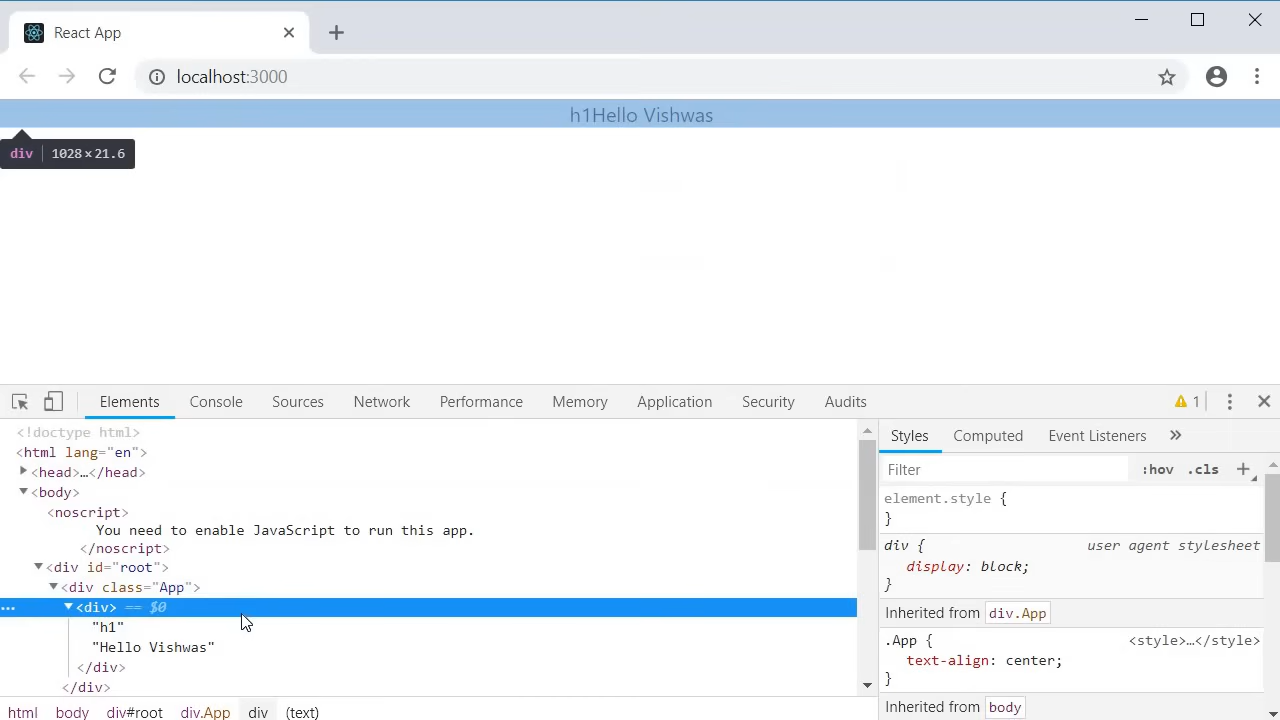 React App
localhost:3000
h1Hello Vishwas
div 1028 × 21.6
Elements Console Sources Network Performance Memory Application Security Audits 1
<!doctype html>
<html lang="en">
<head>…</head>
<body>
<noscript>
You need to enable JavaScript to run this app.
</noscript>
<div id="root">
<div class="App">
… <div> == $0
"h1"
"Hello Vishwas"
</div>
</div>
html body div#root div.App div (text)
Styles Computed Event Listeners »
Filter :hov .cls +
element.style {
}
div { user agent stylesheet
display: block;
}
Inherited from div.App
.App { <style>…</style>
text-align: center;
}
Inherited from body